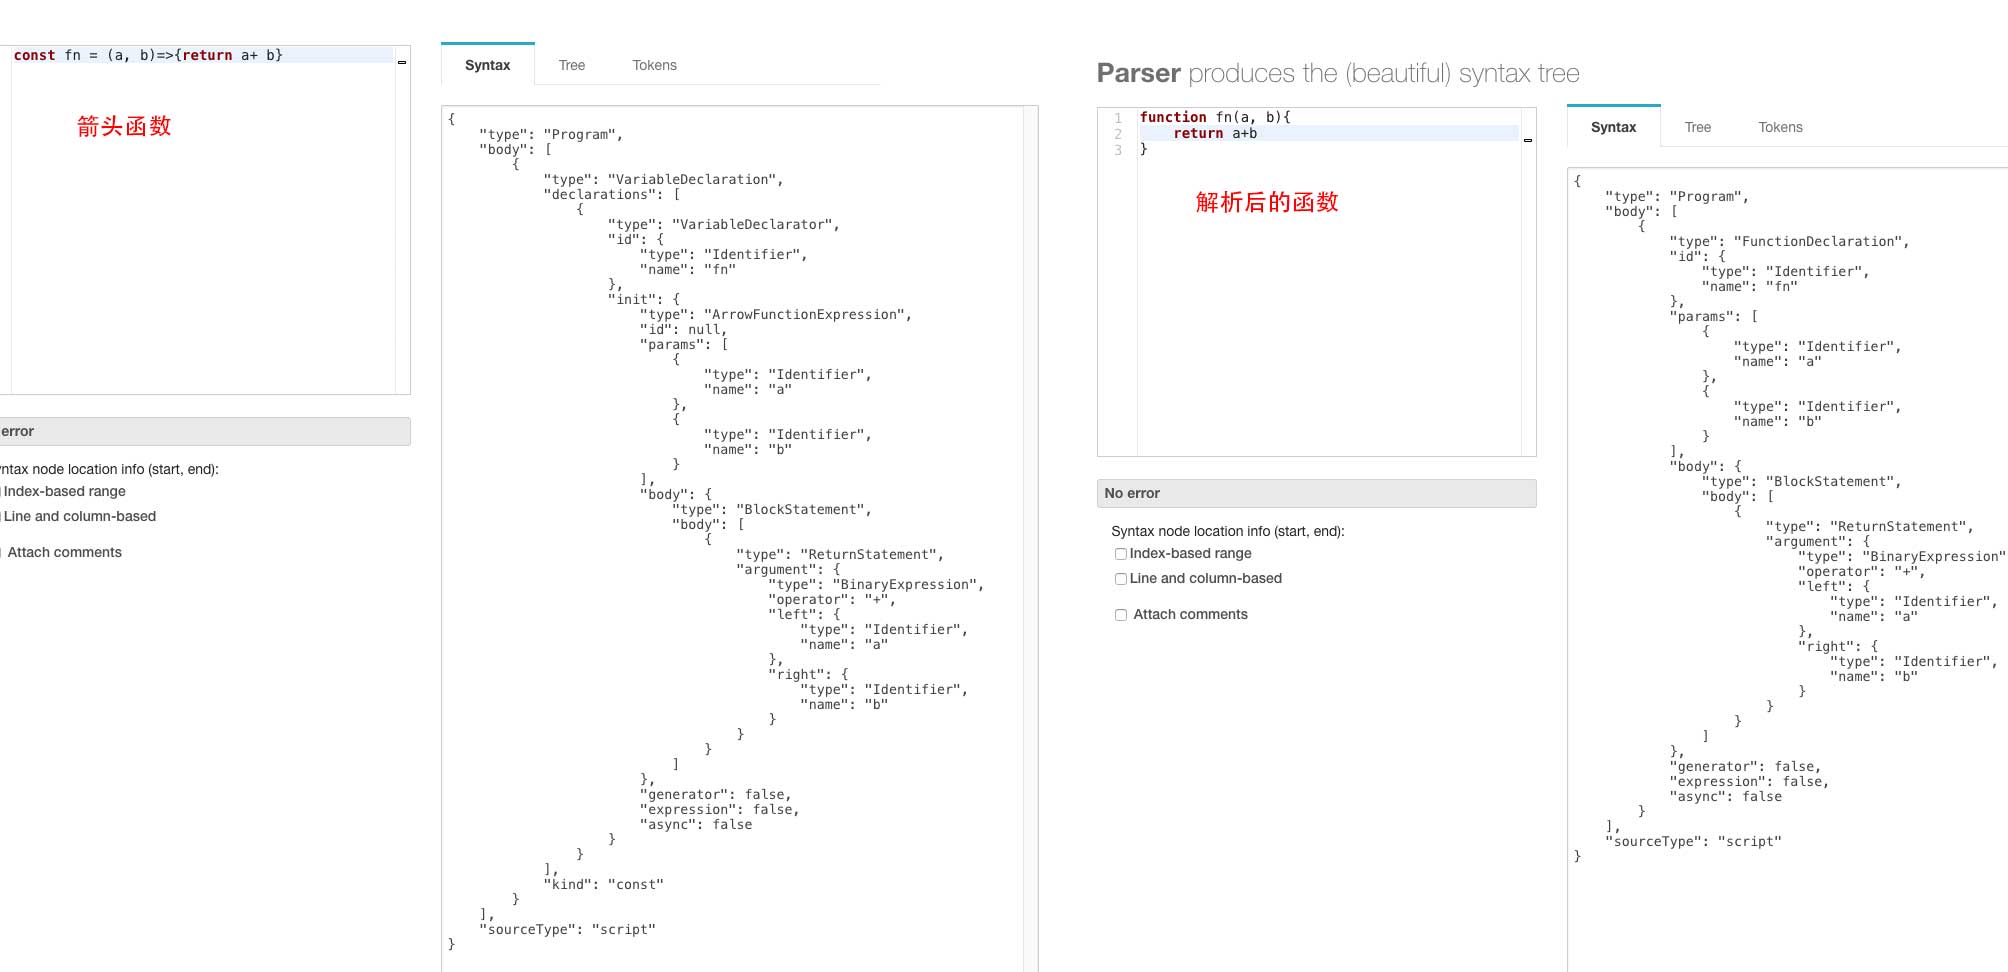 const fn = (a, b)=>{return a+ b}
箭头函数
error
ntax node location info (start, end):
Index-based range
Line and column-based
Attach comments
Syntax Tree Tokens
{
"type": "Program",
"body": [
{
"type": "VariableDeclaration",
"declarations": [
{
"type": "VariableDeclarator",
"id": {
"type": "Identifier",
"name": "fn"
},
"init": {
"type": "ArrowFunctionExpression",
"id": null,
"params": [
{
"type": "Identifier",
"name": "a"
},
{
"type": "Identifier",
"name": "b"
}
],
"body": {
"type": "BlockStatement",
"body": [
{
"type": "ReturnStatement",
"argument": {
"type": "BinaryExpression",
"operator": "+",
"left": {
"type": "Identifier",
"name": "a"
},
"right": {
"type": "Identifier",
"name": "b"
}
}
}
]
},
"generator": false,
"expression": false,
"async": false
}
}
],
"kind": "const"
}
],
"sourceType": "script"
}
Parser produces the (beautiful) syntax tree
1 function fn(a, b){
2 return a+b
3 }
解析后的函数
No error
Syntax node location info (start, end):
Index-based range
Line and column-based
Attach comments
Syntax Tree Tokens
{
"type": "Program",
"body": [
{
"type": "FunctionDeclaration",
"id": {
"type": "Identifier",
"name": "fn"
},
"params": [
{
"type": "Identifier",
"name": "a"
},
{
"type": "Identifier",
"name": "b"
}
],
"body": {
"type": "BlockStatement",
"body": [
{
"type": "ReturnStatement",
"argument": {
"type": "BinaryExpression"
"operator": "+",
"left": {
"type": "Identifier",
"name": "a"
},
"right": {
"type": "Identifier",
"name": "b"
}
}
}
]
},
"generator": false,
"expression": false,
"async": false
}
],
"sourceType": "script"
}